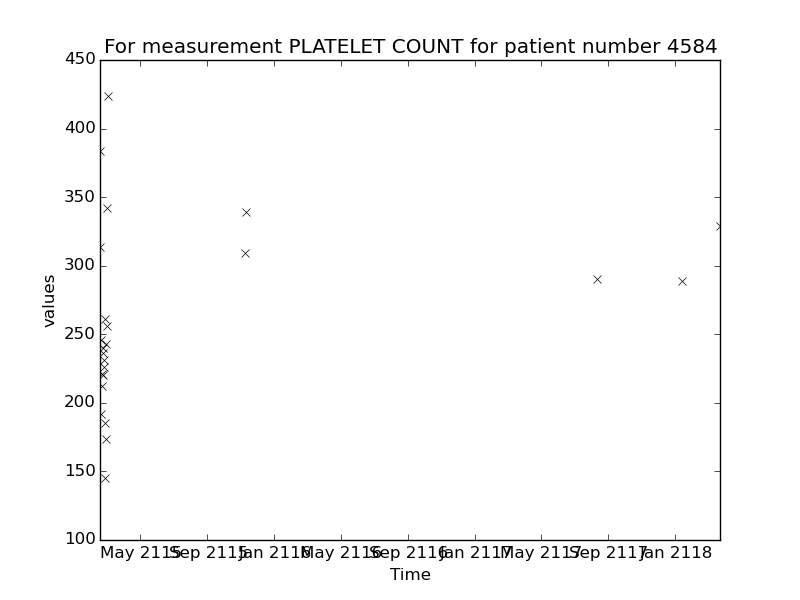 For measurement PLATELET COUNT for patient number 4584
450
400
350
300
250
200
150
100
values
May 2115 Sep 2115 Jan 2116 May 2116 Sep 2116 Jan 2117 May 2117 Sep 2117 Jan 2118
Time